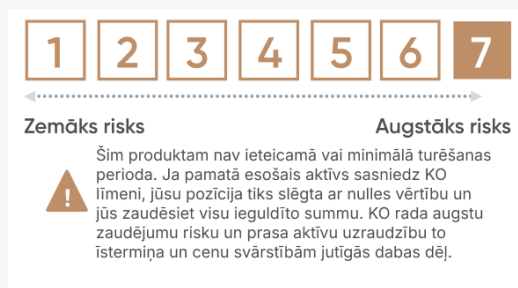 1 2 3 4 5 6 7
Zemāks risks Augstāks risks
Šim produktam nav ieteicamā vai minimālā turēšanas
perioda. Ja pamatā esošais aktīvs sasniedz KO
līmeni, jūsu pozīcija tiks slēgta ar nulles vērtību un
jūs zaudēsiet visu ieguldīto summu. KO rada augstu
zaudējumu risku un prasa aktīvu uzraudzību to
īstermiņa un cenu svārstībām jutīgās dabas dēļ.